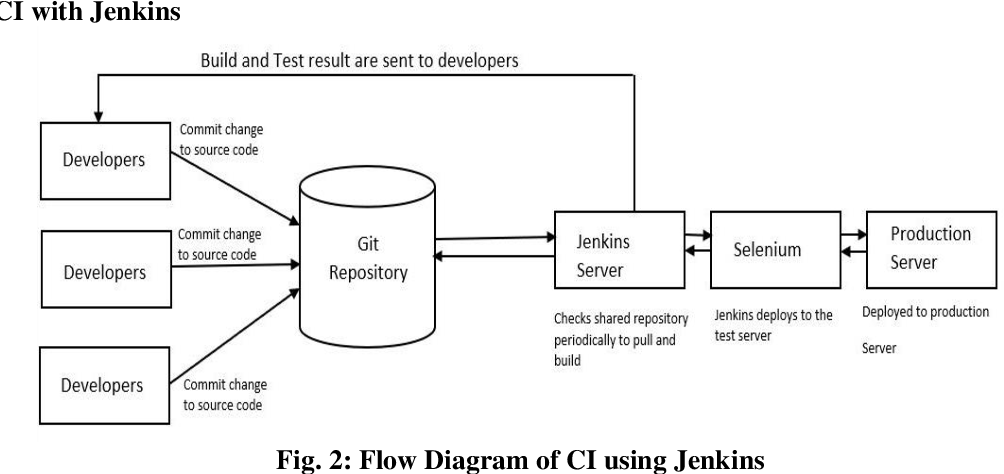 CI with Jenkins
Build and Test result are sent to developers
Developers
Commit change
to source code
Developers
Commit change
to source code
Developers
Commit change
to source code
Git
Repository
Jenkins
Server
Checks shared repository
periodically to pull and
build
Selenium
Jenkins deploys to the
test server
Production
Server
Deployed to production
Server
Fig. 2: Flow Diagram of CI using Jenkins